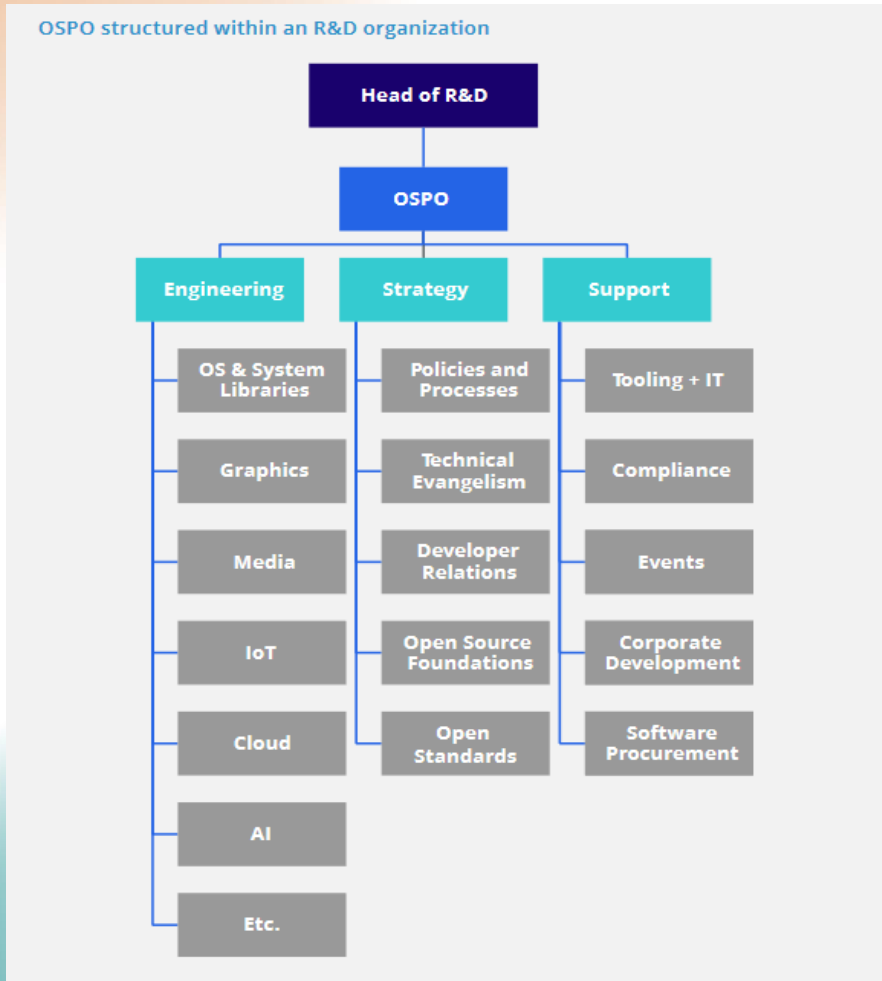 OSPO structured within an R&D organization
Head of R&D
OSPO
Engineering
Strategy
Support
OS & System
Libraries
Policies and
Processes
Tooling + IT
Graphics
Technical
Evangelism
Compliance
Media
Developer
Relations
Events
IoT
Open Source
Foundations
Corporate
Development
Cloud
Open
Standards
Software
Procurement
AI
Etc.